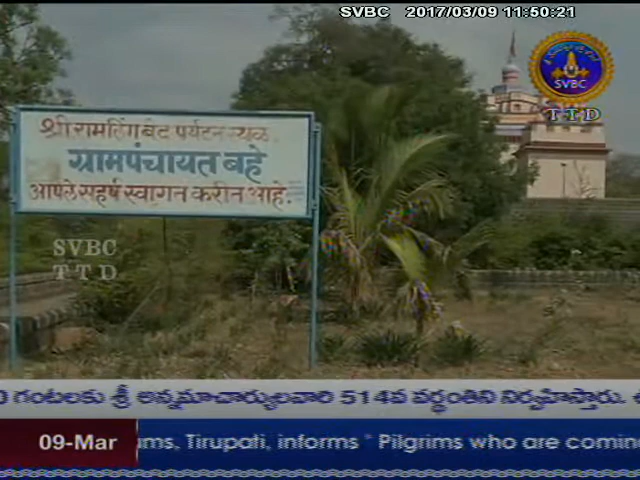 SVBC 2017/03/09 11:50:21
SVBC
TTD
श्रीरामलिंग बेट पर्यटन स्थळ.
ग्रामपंचायत बह्रे
आपले सहर्ष स्वागत करीत आहे.
SVBC
TTD
గంటలకు శ్రీ అన్నమాచార్యులవారి 514వ వర్ధంతిని నిర్వహిస్తారు.
09-Mar ms, Tirupati, informs " Pilgrims who are comin